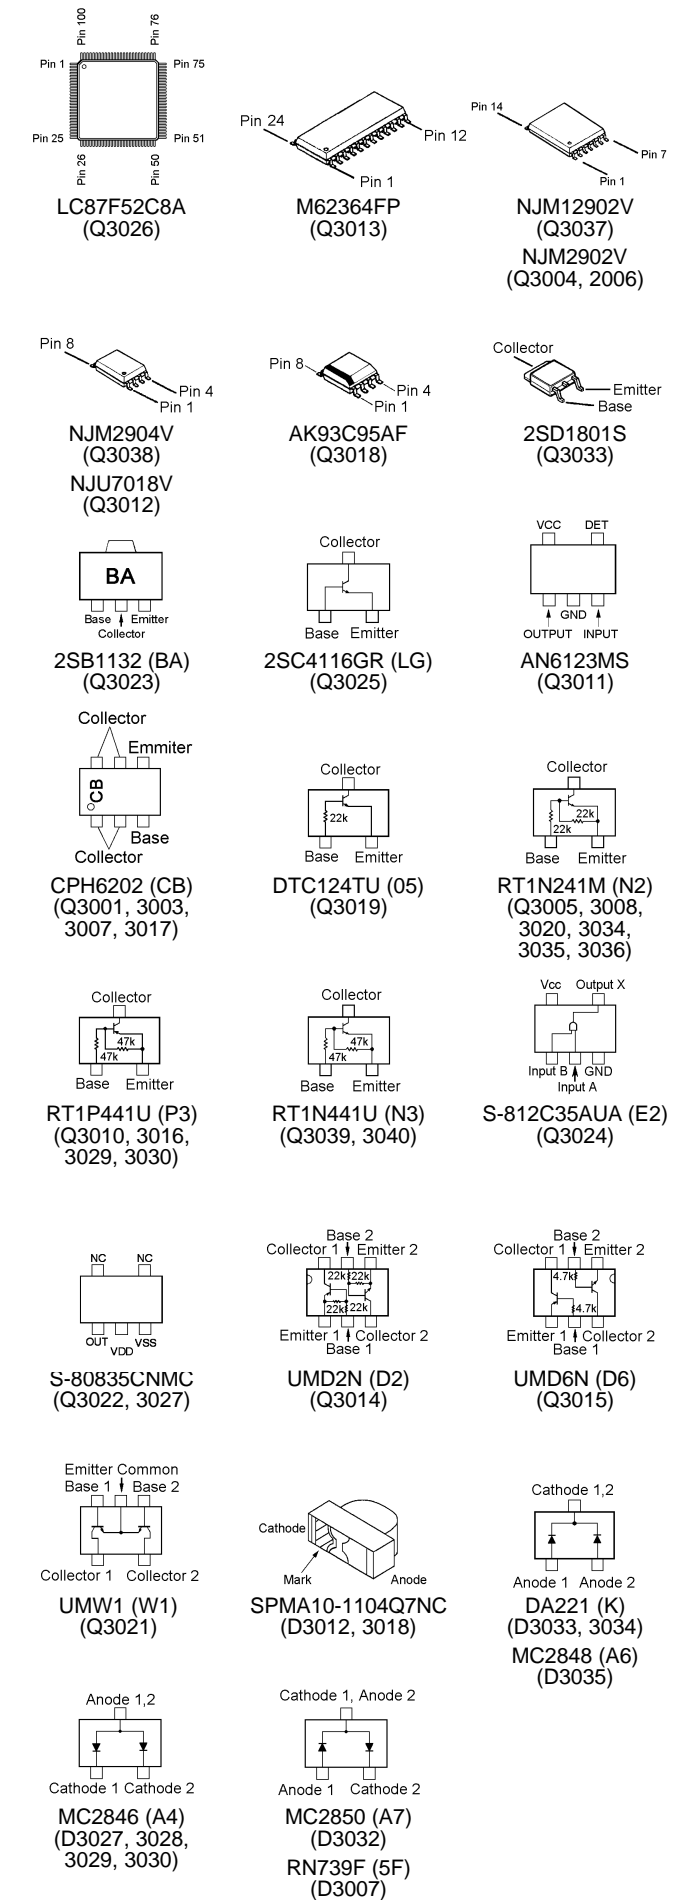 Pin 100
Pin 76
Pin 1
Pin 75
Pin 25
Pin 51
Pin 26
Pin 50
LC87F52C8A
(Q3026)
Pin 24
Pin 12
Pin 1
M62364FP
(Q3013)
Pin 14
Pin 7
Pin 1
NJM12902V
(Q3037)
NJM2902V
(Q3004, 2006)
Pin 8
Pin 4
Pin 1
NJM2904V
(Q3038)
NJU7018V
(Q3012)
Pin 8
Pin 4
Pin 1
AK93C95AF
(Q3018)
Collector
Emitter
Base
2SD1801S
(Q3033)
BA
Base
Emitter
Collector
2SB1132 (BA)
(Q3023)
Collector
Base Emitter
2SC4116GR (LG)
(Q3025)
VCC DET
GND
OUTPUT INPUT
AN6123MS
(Q3011)
Collector
Emmiter
CB
Base
Collector
CPH6202 (CB)
(Q3001, 3003,
3007, 3017)
Collector
22k
Base Emitter
DTC124TU (05)
(Q3019)
Collector
22k
22k
Base Emitter
RT1N241M (N2)
(Q3005, 3008,
3020, 3034,
3035, 3036)
Collector
47k
47k
Base Emitter
RT1P441U (P3)
(Q3010, 3016,
3029, 3030)
Collector
47k
47k
Base Emitter
RT1N441U (N3)
(Q3039, 3040)
Vcc Output X
Input B GND
Input A
S-812C35AUA (E2)
(Q3024)
NC NC
OUT VSS
VDD
S-80835CNMC
(Q3022, 3027)
Base 2
Collector 1 Emitter 2
22k 22k
22k 22k
Emitter 1 Collector 2
Base 1
UMD2N (D2)
(Q3014)
Base 2
Collector 1 Emitter 2
4.7k
4.7k
Emitter 1 Collector 2
Base 1
UMD6N (D6)
(Q3015)
Emitter Common
Base 1 Base 2
Collector 1 Collector 2
UMW1 (W1)
(Q3021)
Cathode
Mark
Anode
SPMA10-1104Q7NC
(D3012, 3018)
Cathode 1,2
Anode 1 Anode 2
DA221 (K)
(D3033, 3034)
MC2848 (A6)
(D3035)
Anode 1,2
Cathode 1 Cathode 2
MC2846 (A4)
(D3027, 3028,
3029, 3030)
Cathode 1, Anode 2
Anode 1 Cathode 2
MC2850 (A7)
(D3032)
RN739F (5F)
(D3007)